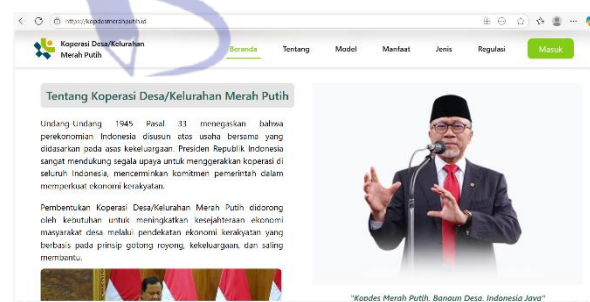 https://kopdesmerahputih.id
Koperasi Desa/Kelurahan
Merah Putih
Beranda
Tentang
Model
Manfaat
Jenis
Regulasi
Masuk
Tentang Koperasi Desa/Kelurahan Merah Putih
Undang-Undang 1945 Pasal 33 menegaskan bahwa
perekonomian Indonesia disusun atas usaha bersama yang
didasarkan pada asas kekeluargaan. Presiden Republik Indonesia
sangat mendukung segala upaya untuk menggerakkan koperasi di
seluruh Indonesia, mencerminkan komitmen pemerintah dalam
memperkuat ekonomi kerakyatan.
Pembentukan Koperasi Desa/Kelurahan Merah Putih didorong
oleh kebutuhan untuk meningkatkan kesejahteraan ekonomi
masyarakat desa melalui pendekatan ekonomi kerakyatan yang
berbasis pada prinsip gotong royong, kekeluargaan, dan saling
membantu.
"Kopdes Merah Putih, Bangun Desa, Indonesia Jaya"